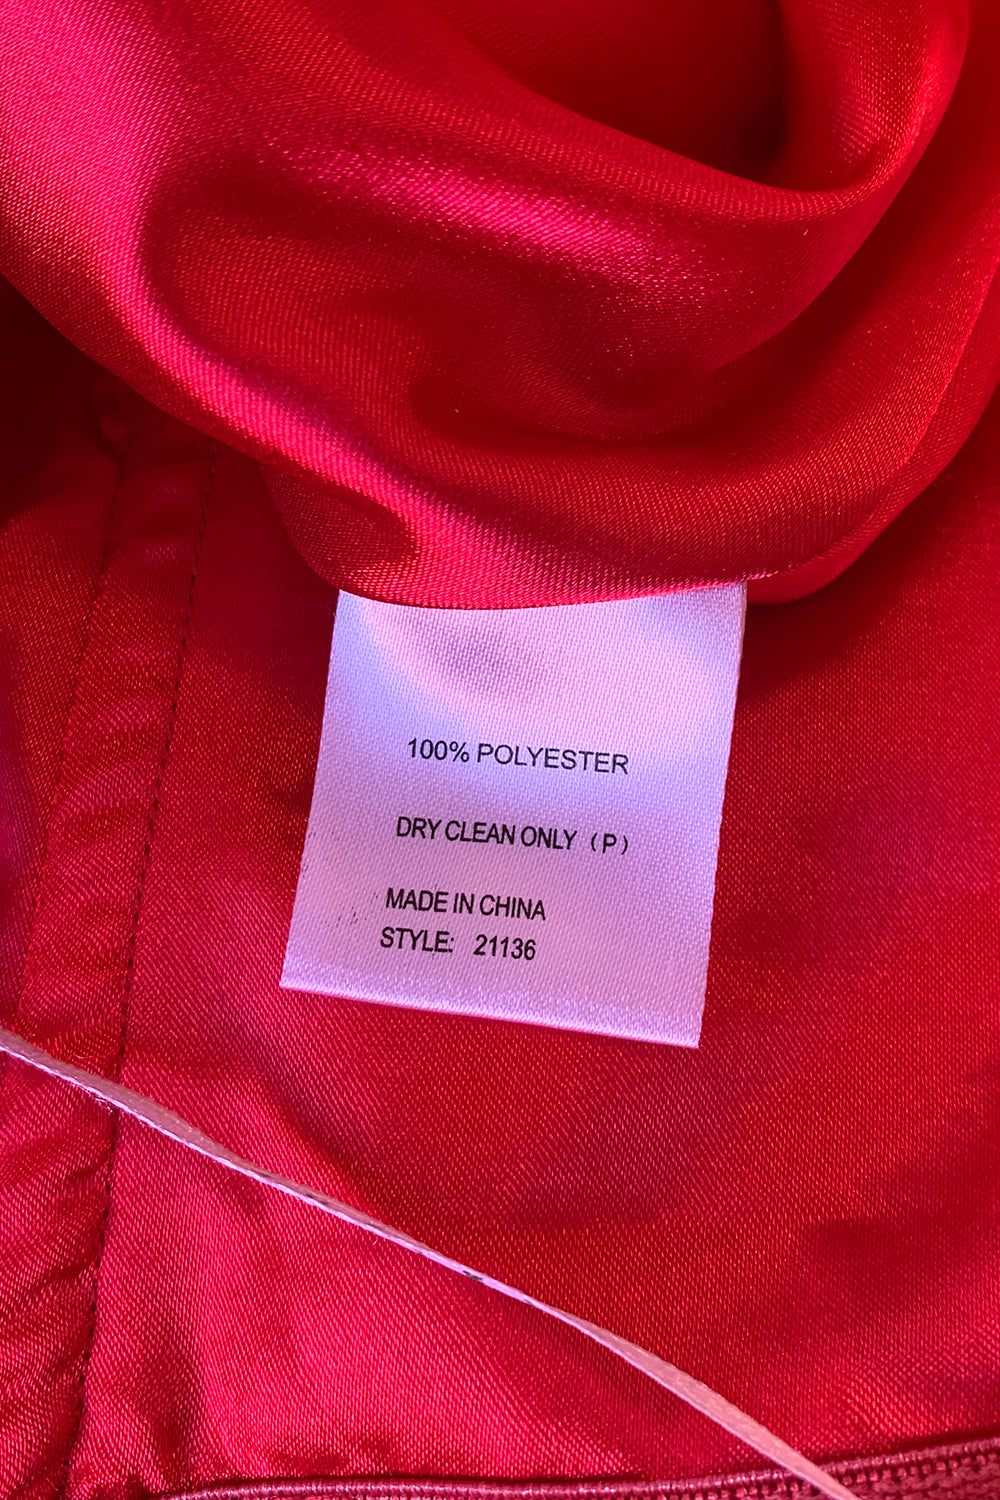 100% POLYESTER
DRY CLEAN ONLY (P)
MADE IN CHINA
STYLE: 21136